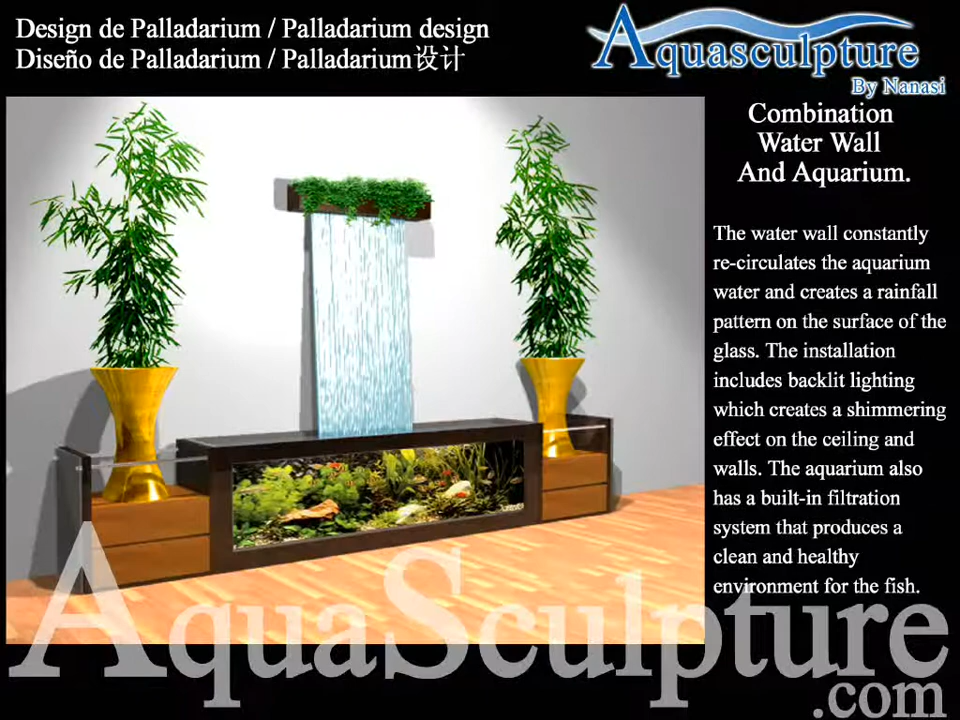 Design de Palladarium / Palladarium design
Diseño de Palladarium / Palladarium设计
Aquasculpture
By Nanasi
Combination
Water Wall
And Aquarium.
The water wall constantly
re-circulates the aquarium
water and creates a rainfall
pattern on the surface of the
glass. The installation
includes backlit lighting
which creates a shimmering
effect on the ceiling and
walls. The aquarium also
has a built-in filtration
system that produces a
clean and healthy
environment for the fish.
AquaSculpture
.com